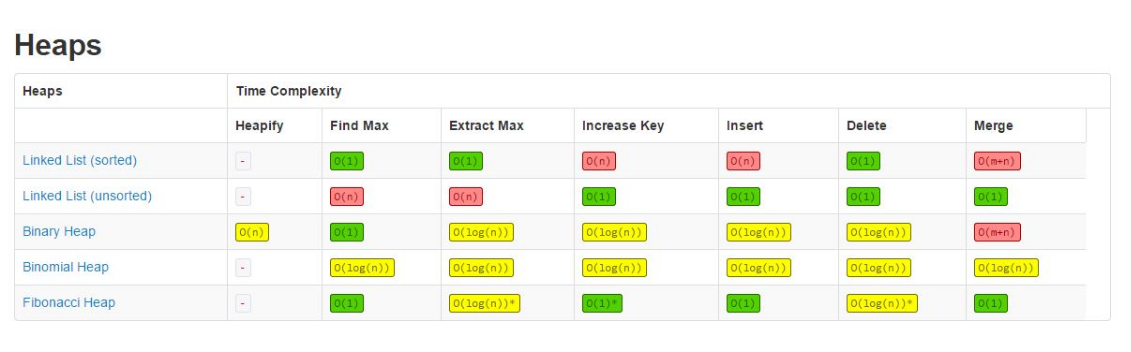 Heaps
Heaps Time Complexity
Heapify Find Max Extract Max Increase Key Insert Delete Merge
Linked List (sorted) - O(1) O(1) O(n) O(n) O(1) O(m+n)
Linked List (unsorted) - O(n) O(n) O(1) O(1) O(1) O(1)
Binary Heap O(n) O(1) O(log(n)) O(log(n)) O(log(n)) O(log(n)) O(m+n)
Binomial Heap - O(log(n)) O(log(n)) O(log(n)) O(log(n)) O(log(n)) O(log(n))
Fibonacci Heap - O(1) O(log(n))* O(1)* O(1) O(log(n))* O(1)